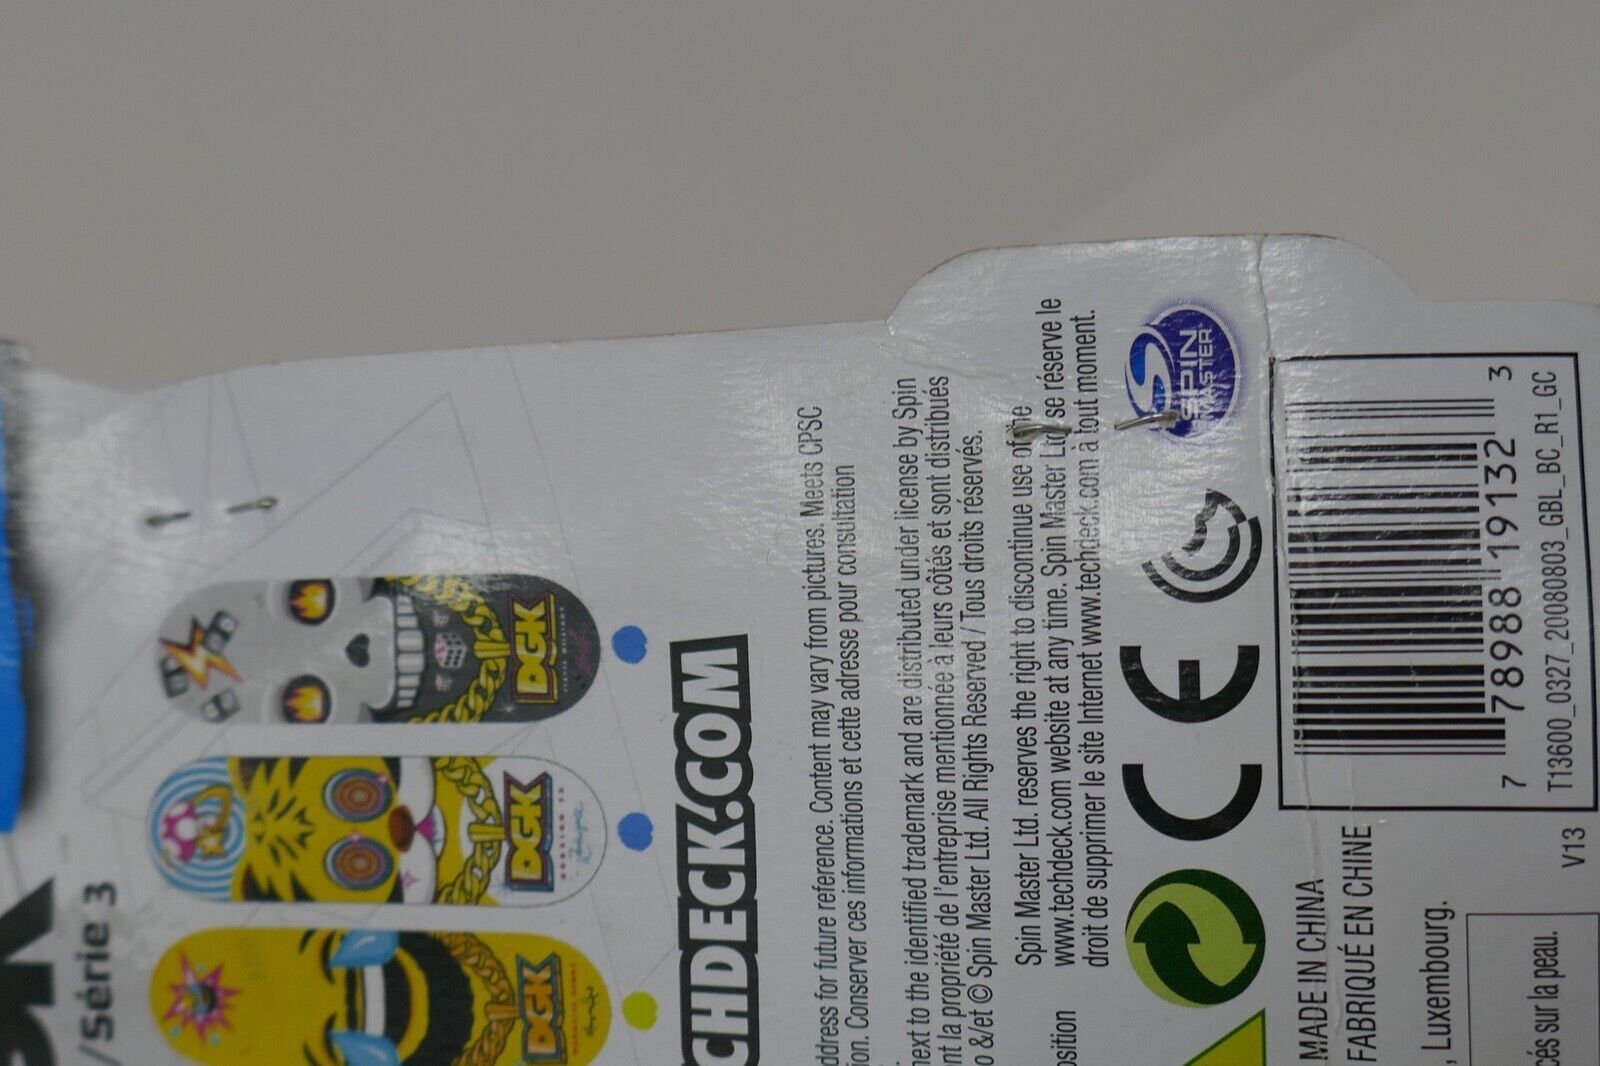 /Série 3
DGK
DGK
DGK
CHDECK.COM
ddress for future reference. Content may vary from pictures. Meets CPSC
ion. Conserver ces informations et cette adresse pour consultation
next to the identified trademark and are distributed under license by Spin
nt la propriété de l'entreprise mentionnée à leurs côtés et sont distribués
o &/et © Spin Master Ltd. All Rights Reserved / Tous droits réservés.
Spin Master Ltd. reserves the right to discontinue use of the
www.techdeck.com website at any time. Spin Master Ltd se réserve le
droit de supprimer le site Internet www.techdeck.com à tout moment.
osition
SPIN
MASTER
CE
MADE IN CHINA
FABRIQUÉ EN CHINE
, Luxembourg.
cés sur la peau.
7 78988 19132 3
T13600_0327_20080803_GBL_BC_R1_GC
V13